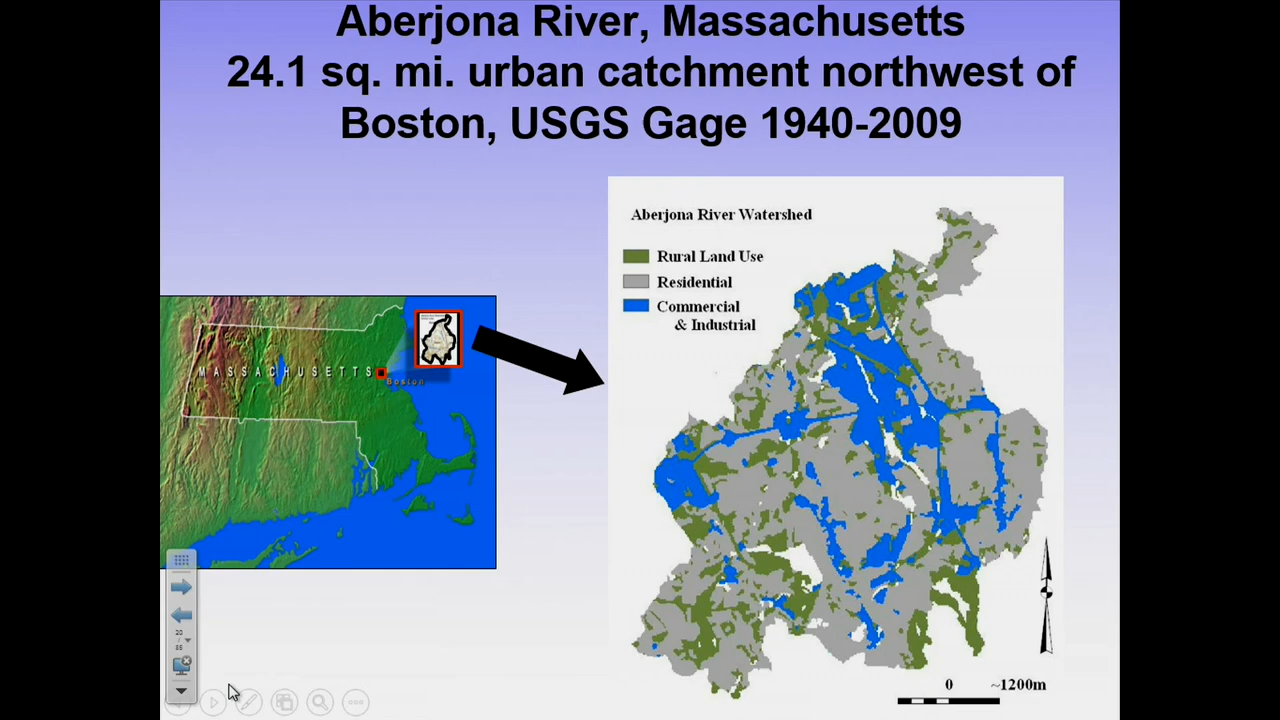 Aberjona River, Massachusetts
24.1 sq. mi. urban catchment northwest of
Boston, USGS Gage 1940-2009
Aberjona River Watershed
Rural Land Use
Residential
Commercial
& Industrial
MASSACHUSETTS
Boston
20
/
0 ~1200m